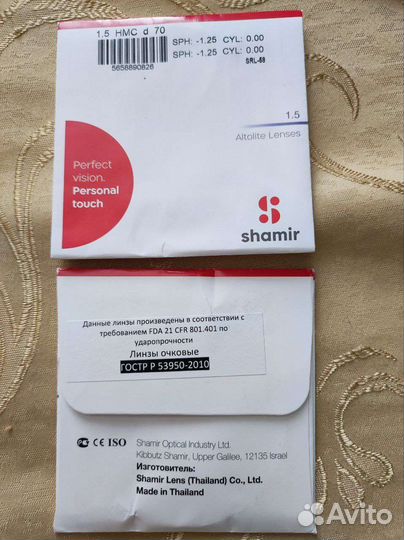 1.5 HMC d 70
SPH: -1.25 CYL: 0.00
SPH: -1.25 CYL: 0.00
5658890826
SRL-58
1.5
Altolite Lenses
Perfect
vision.
Personal
touch
shamir
Данные линзы произведены в соответствии с
требованием FDA 21 CFR 801.401 по
ударопрочности
Линзы очковые
ГОСТР Р 53950-2010
CE ISO
Shamir Optical Industry Ltd.
Kibbutz Shamir, Upper Galilee, 12135 Israel
Изготовитель:
Shamir Lens (Thailand) Co., Ltd.
Made in Thailand
Avito